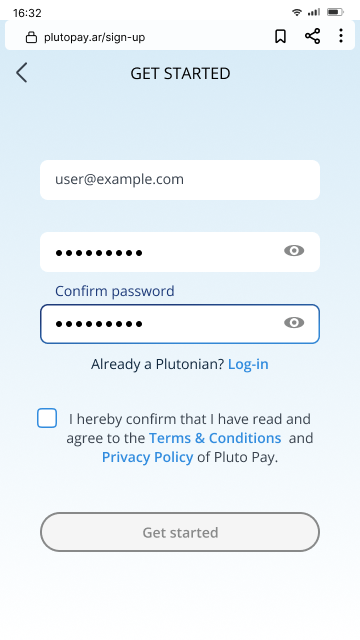 16:32
plutopay.ar/sign-up
GET STARTED
user@example.com
●●●●●●●●●
Confirm password
●●●●●●●●●
Already a Plutonian? Log-in
I hereby confirm that I have read and
agree to the Terms & Conditions and
Privacy Policy of Pluto Pay.
Get started